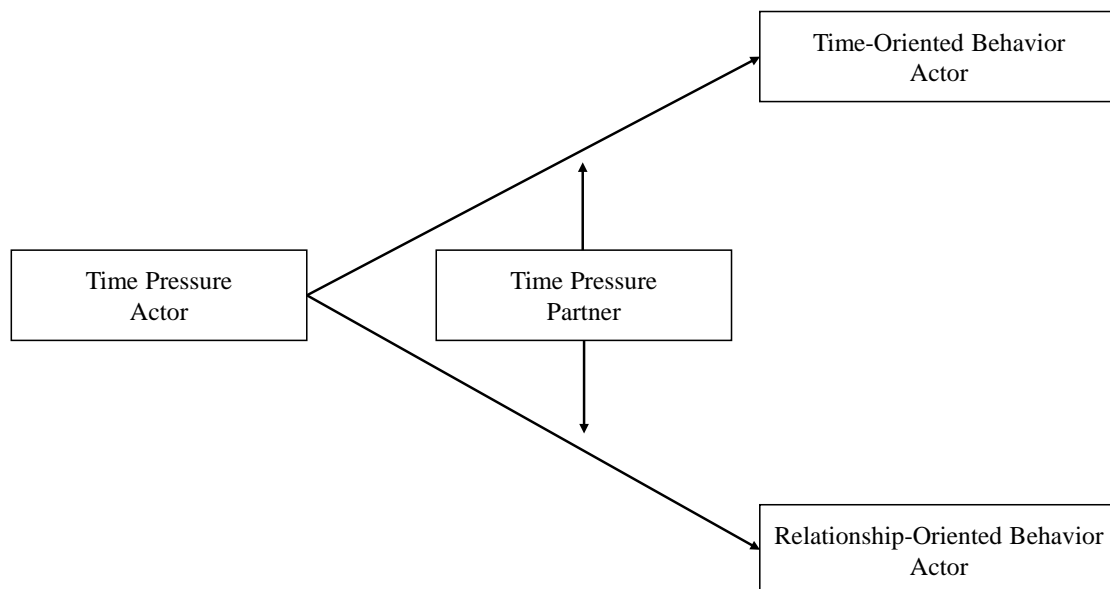 Time-Oriented Behavior
Actor
Time Pressure
Actor
Time Pressure
Partner
Relationship-Oriented Behavior
Actor